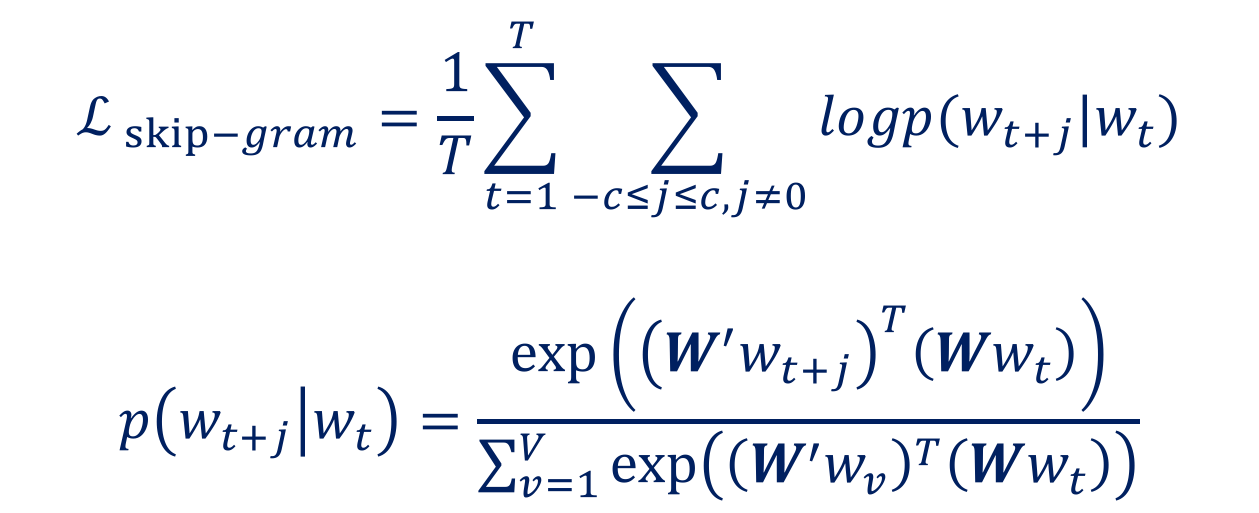 ℒ skip−gram = 1/T ∑_{t=1}^{T} ∑_{−c≤j≤c,j≠0} logp(w_{t+j}|w_t)
p(w_{t+j}|w_t) = exp((W′w_{t+j})^T(Ww_t)) / ∑_{v=1}^{V} exp((W′w_v)^T(Ww_t))